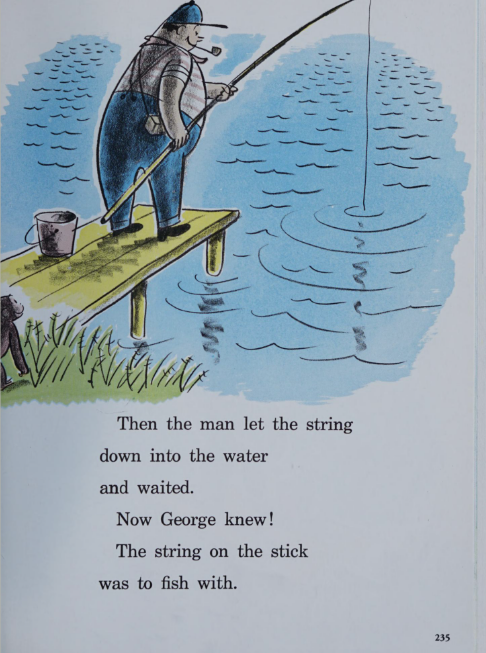 Then the man let the string
down into the water
and waited.
Now George knew!
The string on the stick
was to fish with.
235